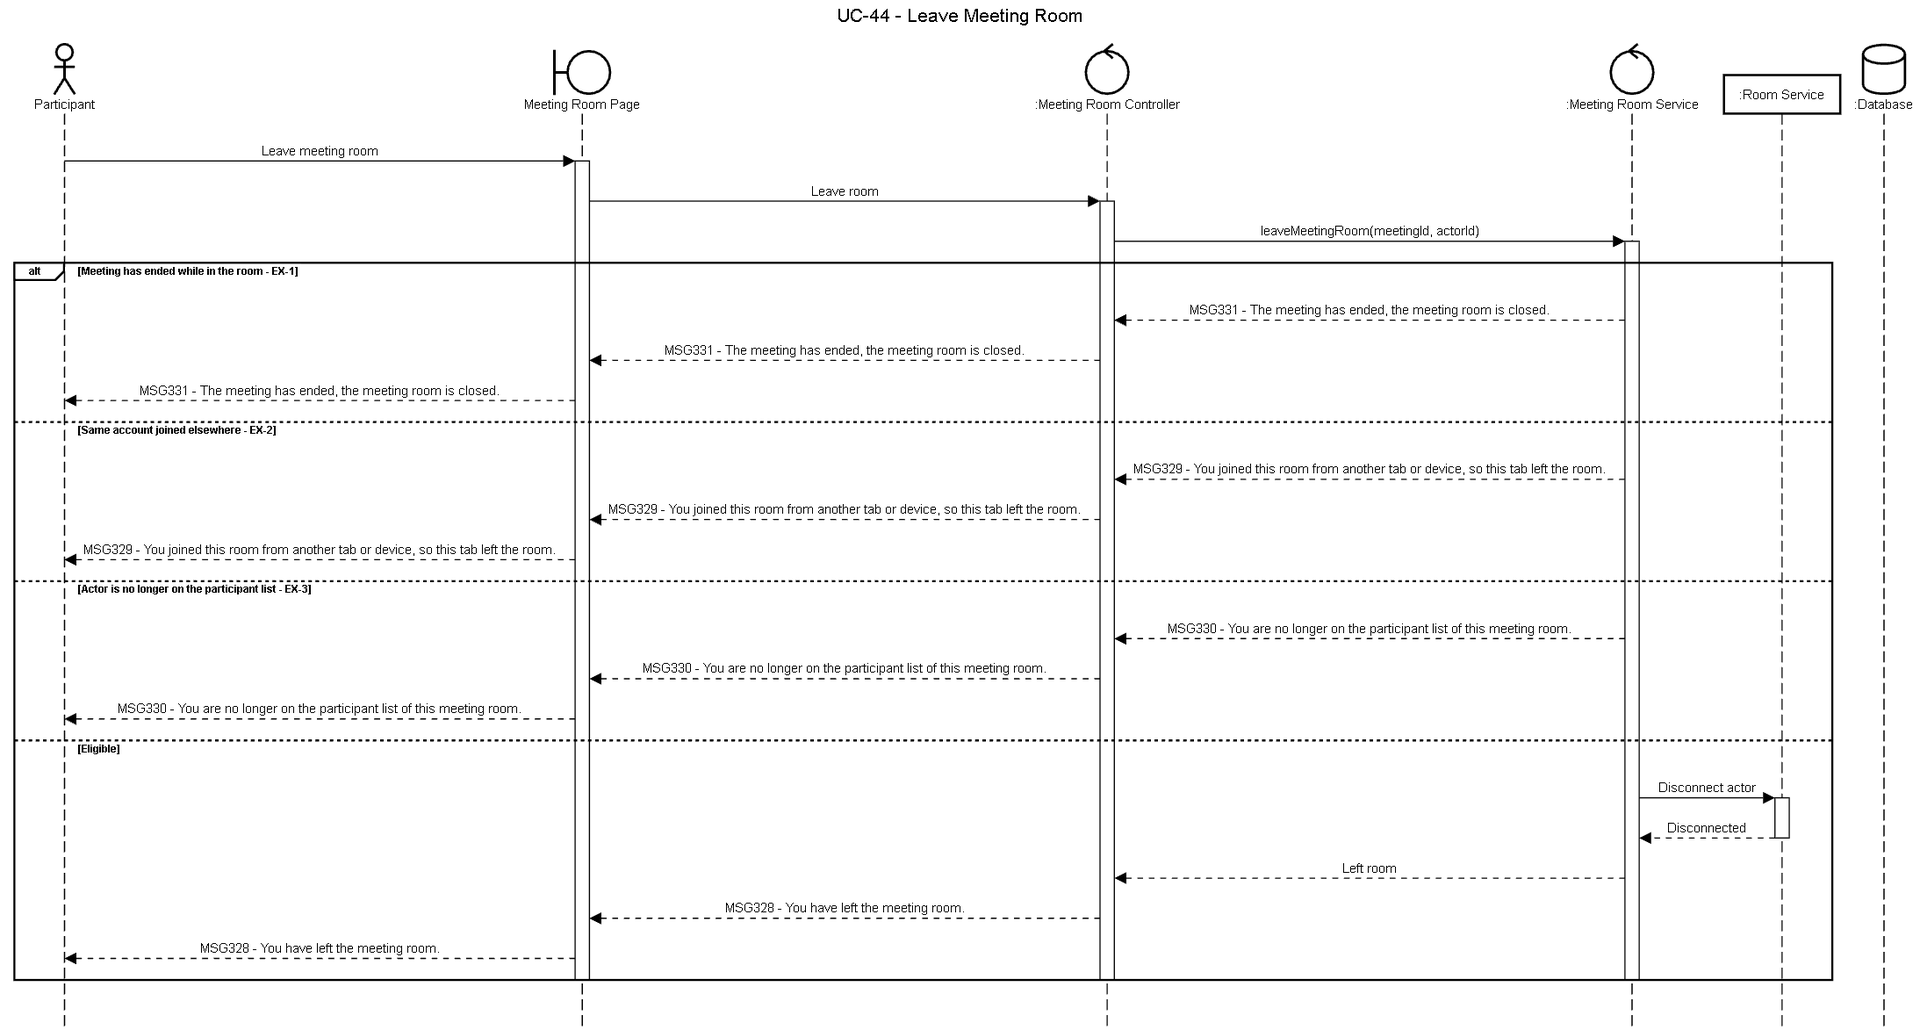 UC-44 - Leave Meeting Room
Participant
Meeting Room Page
:Meeting Room Controller
:Meeting Room Service
:Room Service
:Database
Leave meeting room
Leave room
leaveMeetingRoom(meetingId, actorId)
alt
[Meeting has ended while in the room - EX-1]
MSG331 - The meeting has ended, the meeting room is closed.
MSG331 - The meeting has ended, the meeting room is closed.
MSG331 - The meeting has ended, the meeting room is closed.
[Same account joined elsewhere - EX-2]
MSG329 - You joined this room from another tab or device, so this tab left the room.
MSG329 - You joined this room from another tab or device, so this tab left the room.
MSG329 - You joined this room from another tab or device, so this tab left the room.
[Actor is no longer on the participant list - EX-3]
MSG330 - You are no longer on the participant list of this meeting room.
MSG330 - You are no longer on the participant list of this meeting room.
MSG330 - You are no longer on the participant list of this meeting room.
[Eligible]
Disconnect actor
Disconnected
Left room
MSG328 - You have left the meeting room.
MSG328 - You have left the meeting room.